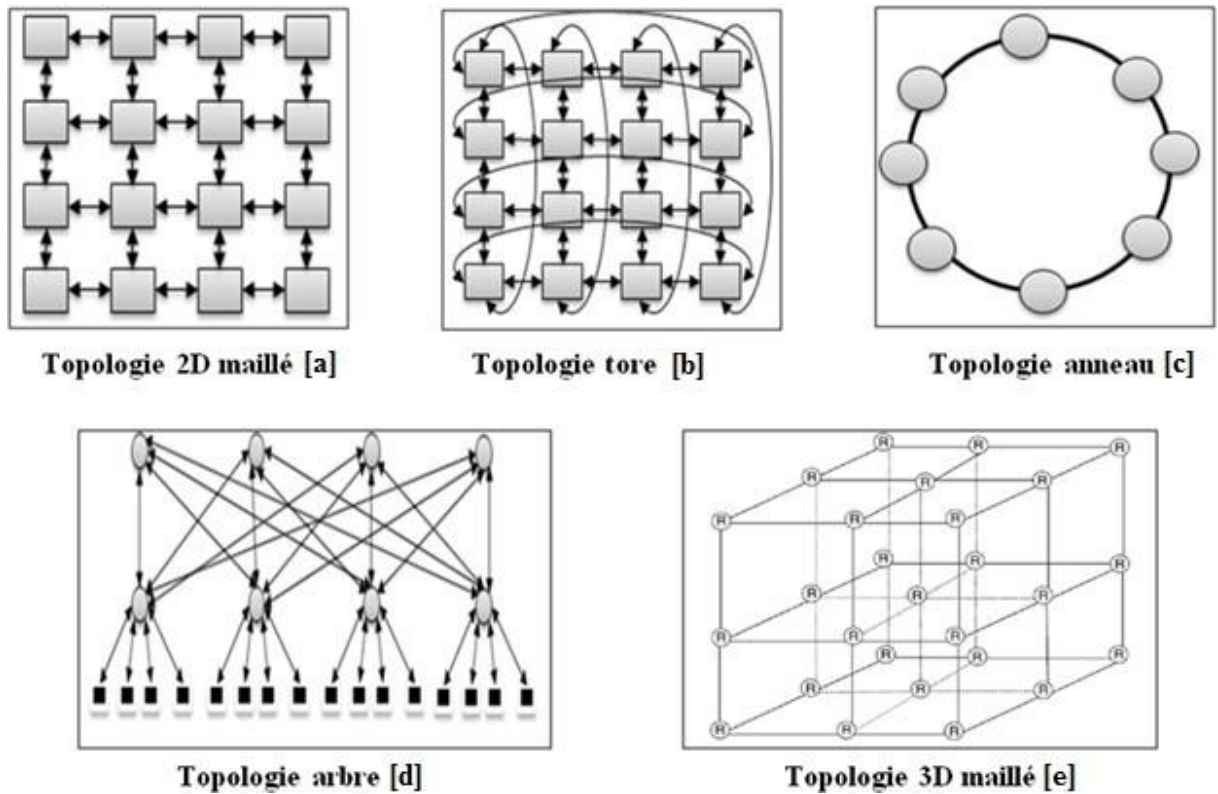 Topologie 2D maillé [a]
Topologie tore [b]
Topologie anneau [c]
R R R
R R R
R R R
R R R
R R R
R R R
R R R
R R R
R R R
Topologie arbre [d]
Topologie 3D maillé [e]